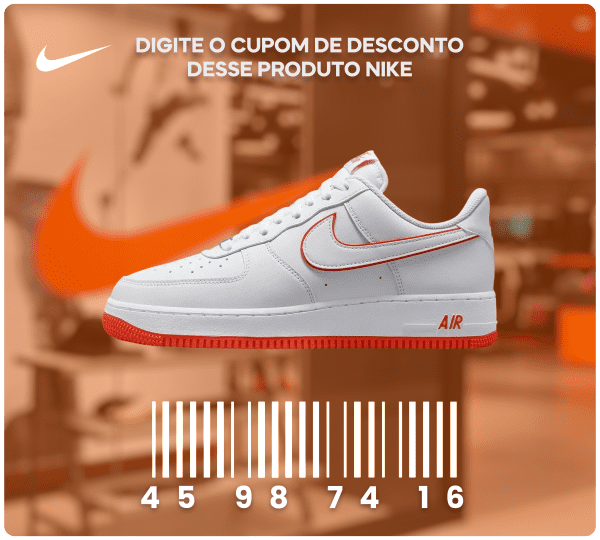 DIGITE O CUPOM DE DESCONTO
DESSE PRODUTO NIKE
AIR
45 98 74 16